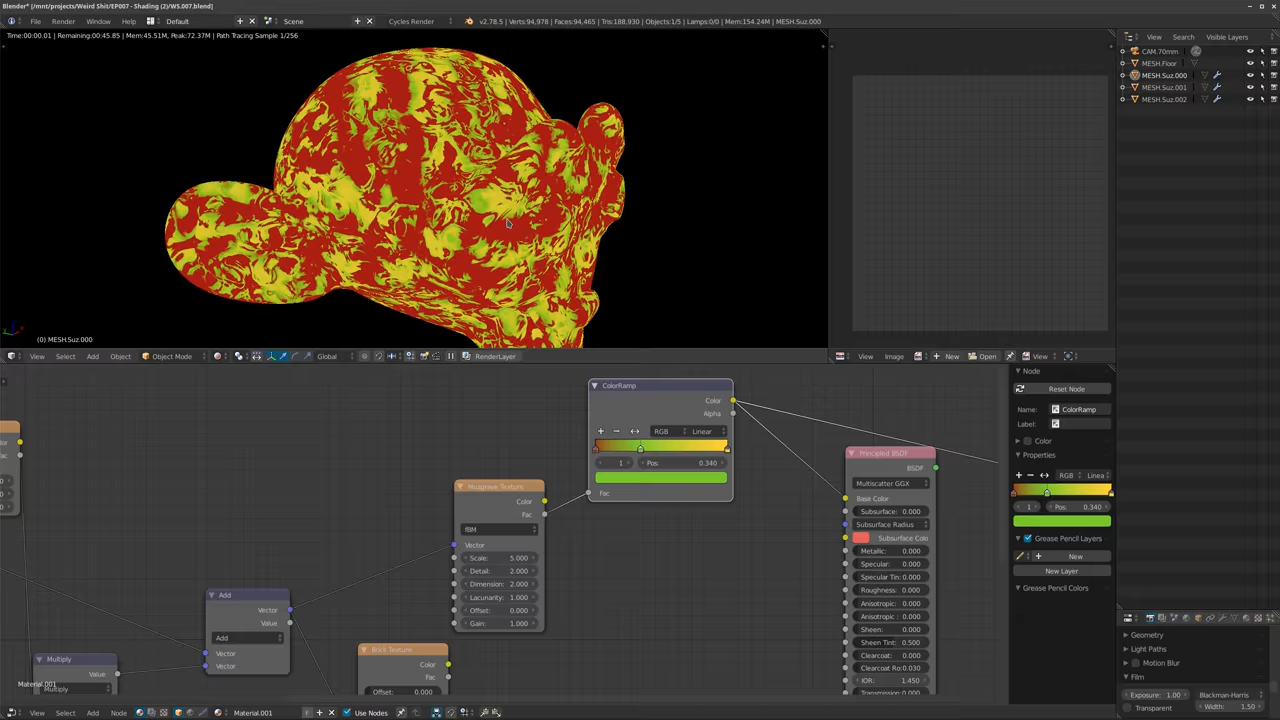 Blender* [/mnt/projects/Weird Shit/EP007 - Shading (2)/WS.007.blend]
File Render Window Help Default Scene Cycles Render v2.78.5 | Verts:94,978 | Faces:94,465 | Tris:188,930 | Objects:1/5 | Lamps:0/0 | Mem:154.24M | MESH.Suz.000
Time:00:00.01 | Remaining:00:45.85 | Mem:45.51M, Peak:72.37M | Path Tracing Sample 1/256
View Search Visible Layers
CAM.70mm
MESH.Floor
MESH.Suz.000
MESH.Suz.001
MESH.Suz.002
(0) MESH.Suz.000
View Select Add Object Object Mode Global RenderLayer
View Image New Open View
ColorRamp
Color
Alpha
RGB Linear
1 Pos: 0.340
Fac
Musgrave Texture
Color
Fac
fBM
Vector
Scale: 5.000
Detail: 2.000
Dimension: 2.000
Lacunarity: 1.000
Offset: 0.000
Gain: 1.000
Add
Vector
Value
Add
Vector
Vector
Multiply
Value
Multiply
Brick Texture
Color
Fac
Offset: 0.000
Principled BSDF
BSDF
Multiscatter GGX
Base Color
Subsurface: 0.000
Subsurface Radius
Subsurface Colo
Metallic: 0.000
Specular: 0.000
Specular Tin: 0.000
Roughness: 0.000
Anisotropic: 0.000
Anisotropic : 0.000
Sheen: 0.000
Sheen Tint: 0.500
Clearcoat: 0.000
Clearcoat Ro:0.030
IOR: 1.450
Transmission:0.000
Node
Reset Node
Name: ColorRamp
Label:
Color
Properties
RGB Linea
1 Pos: 0.340
Grease Pencil Layers
New
New Layer
Grease Pencil Colors
Geometry
Light Paths
Motion Blur
Film
Exposure: 1.00 Blackman-Harris
Transparent Width: 1.50
Material.001
View Select Add Node Material.001 Use Nodes